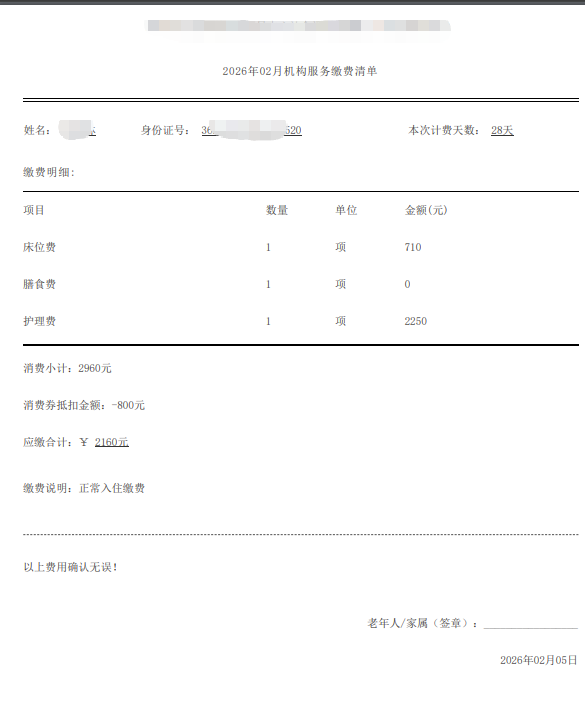 2026年02月机构服务缴费清单
姓名： 身份证号： 36 520 本次计费天数： 28天
缴费明细:
项目 数量 单位 金额(元)
床位费 1 项 710
膳食费 1 项 0
护理费 1 项 2250
消费小计: 2960元
消费券抵扣金额: -800元
应缴合计: ￥ 2160元
缴费说明: 正常入住缴费
以上费用确认无误!
老年人/家属（签章）:
2026年02月05日